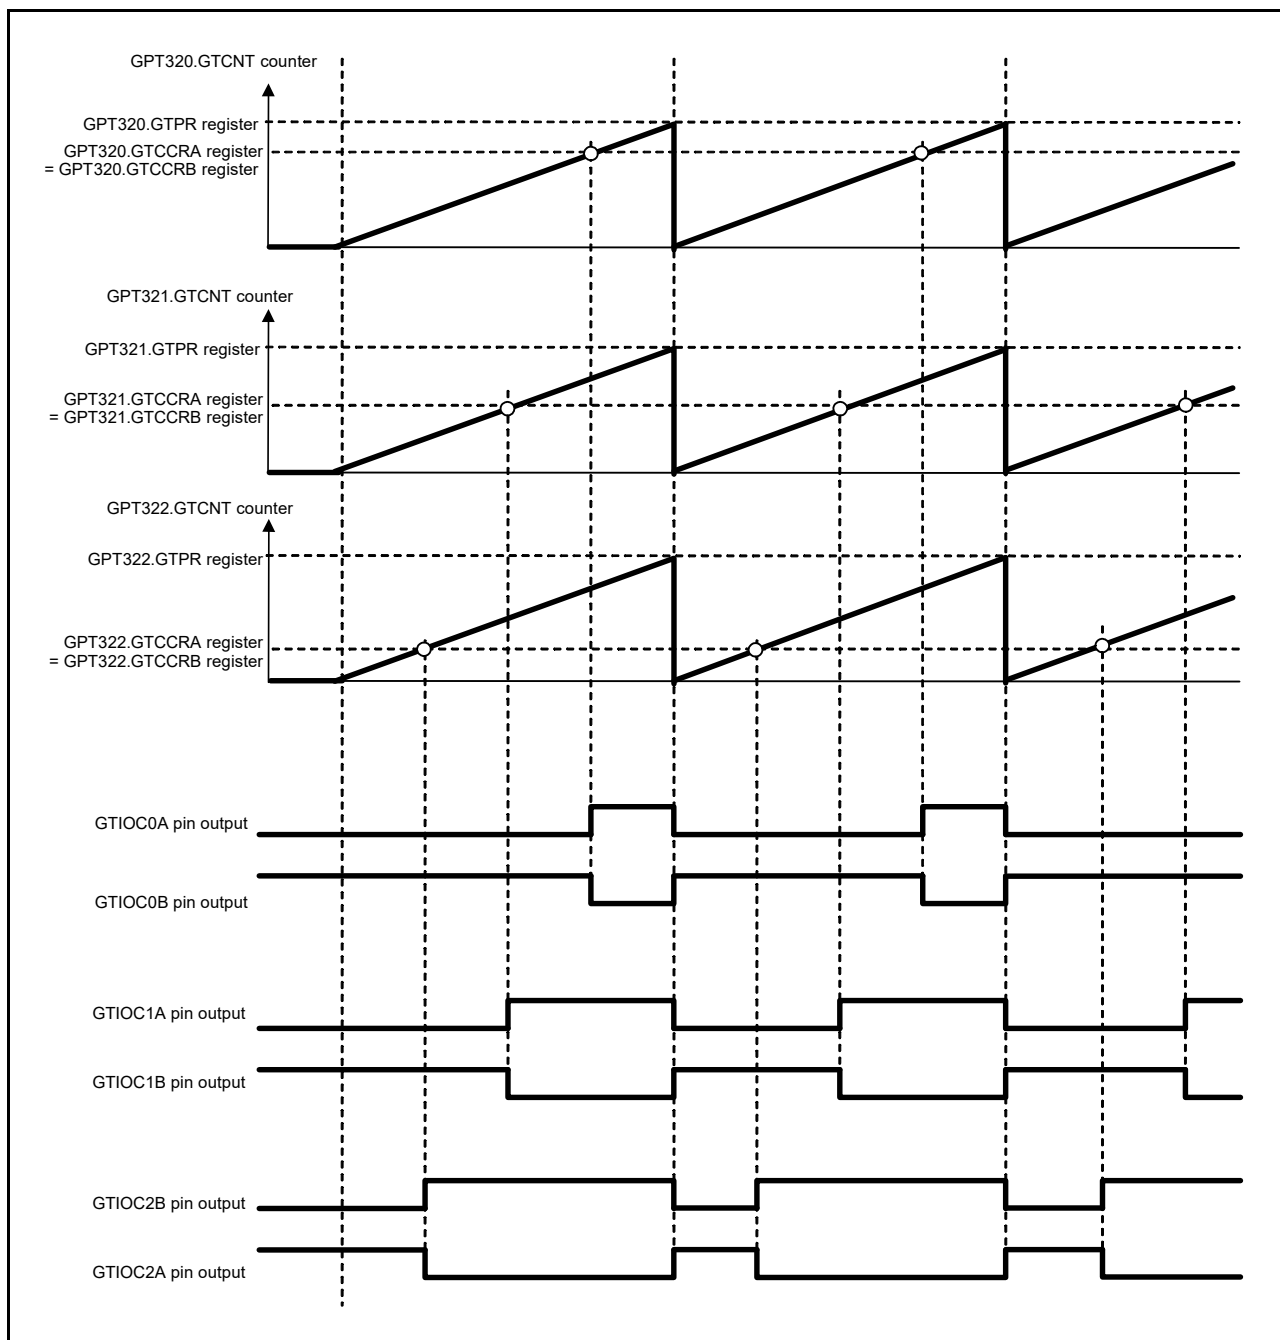 GPT320.GTCNT counter
GPT320.GTPR register
GPT320.GTCCRA register
= GPT320.GTCCRB register
GPT321.GTCNT counter
GPT321.GTPR register
GPT321.GTCCRA register
= GPT321.GTCCRB register
GPT322.GTCNT counter
GPT322.GTPR register
GPT322.GTCCRA register
= GPT322.GTCCRB register
GTIOC0A pin output
GTIOC0B pin output
GTIOC1A pin output
GTIOC1B pin output
GTIOC2B pin output
GTIOC2A pin output